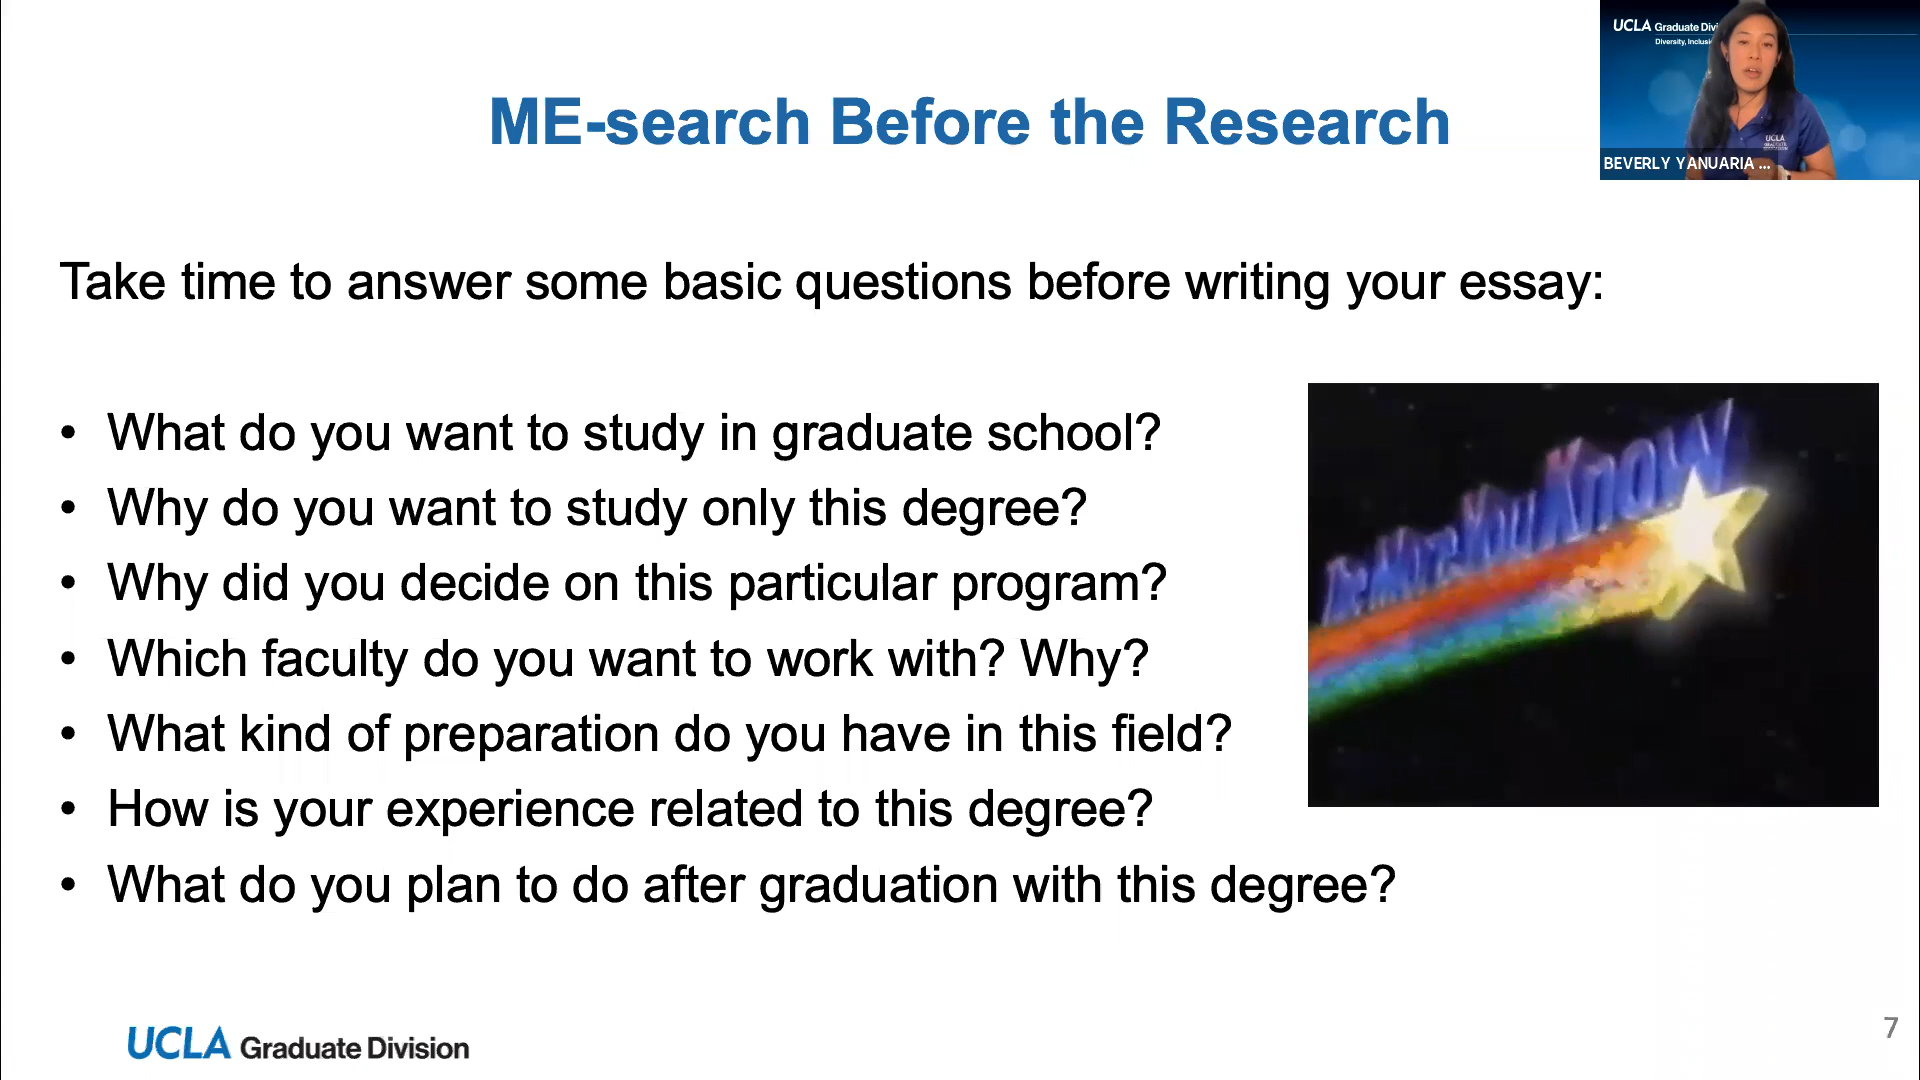 UCLA Graduate Divi
Diversity, Inclusi
UCLA
BEVERLY YANUARIA ...
ME-search Before the Research
Take time to answer some basic questions before writing your essay:
• What do you want to study in graduate school?
• Why do you want to study only this degree?
• Why did you decide on this particular program?
• Which faculty do you want to work with? Why?
• What kind of preparation do you have in this field?
• How is your experience related to this degree?
• What do you plan to do after graduation with this degree?
The More You Know
UCLA Graduate Division
7